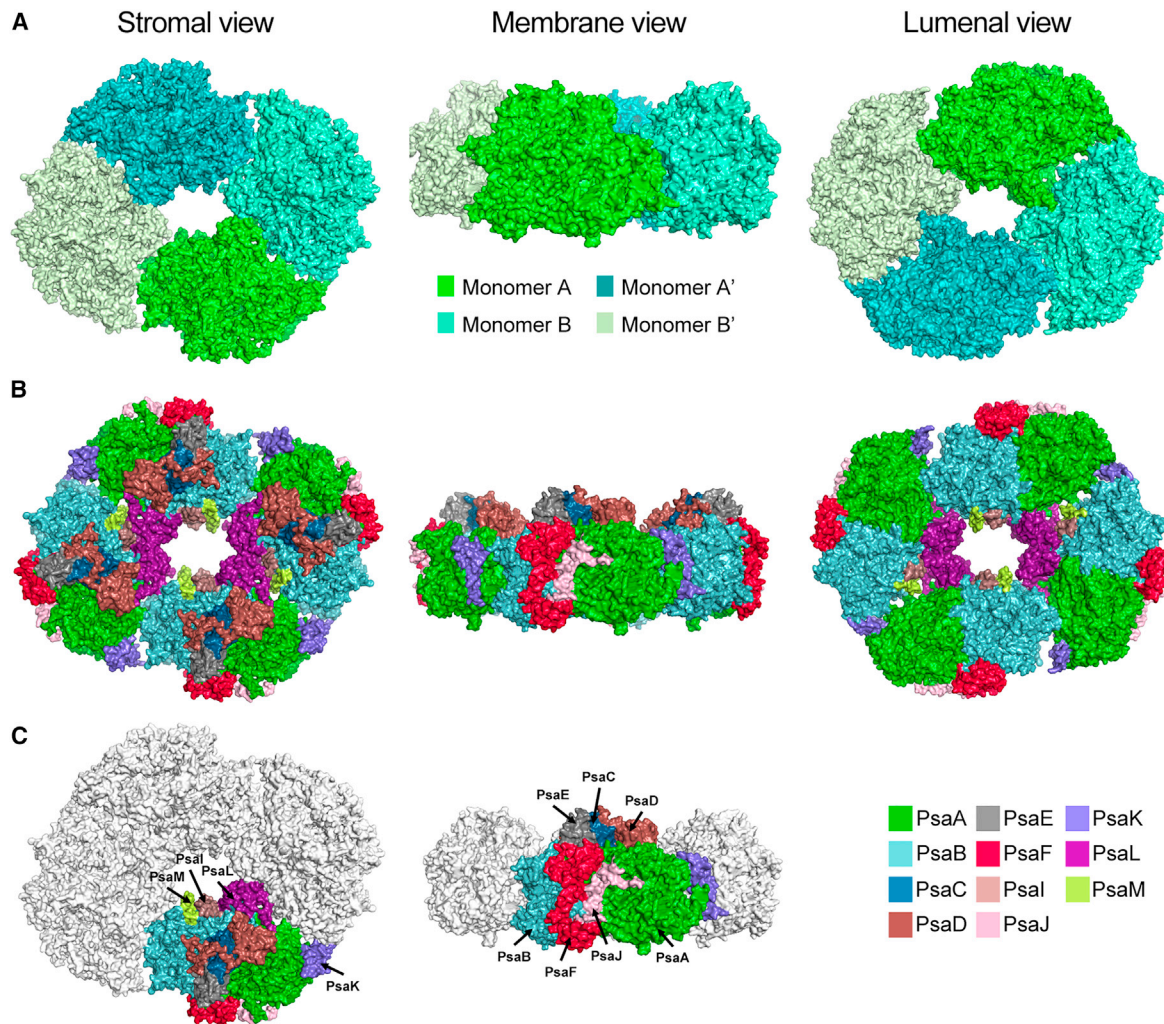 A
Stromal view
Membrane view
Lumenal view
Monomer A
Monomer A'
Monomer B
Monomer B'
B
C
PsaI
PsaM
PsaL
PsaK
PsaC
PsaE
PsaD
PsaB
PsaF
PsaJ
PsaA
PsaA
PsaE
PsaK
PsaB
PsaF
PsaL
PsaC
PsaI
PsaM
PsaD
PsaJ